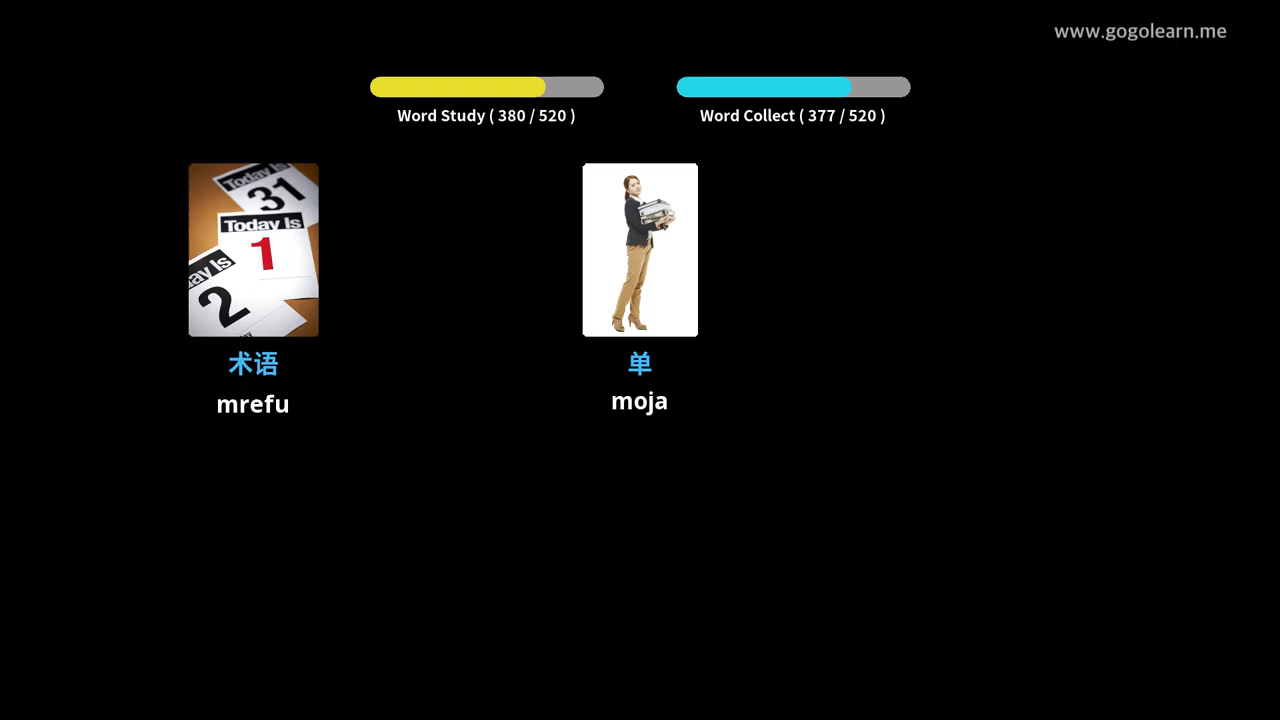 www.gogolearn.me
Word Study ( 380 / 520 )
Word Collect ( 377 / 520 )
Today Is
31
Today Is
1
ay Is
2
术语
单
mrefu
moja